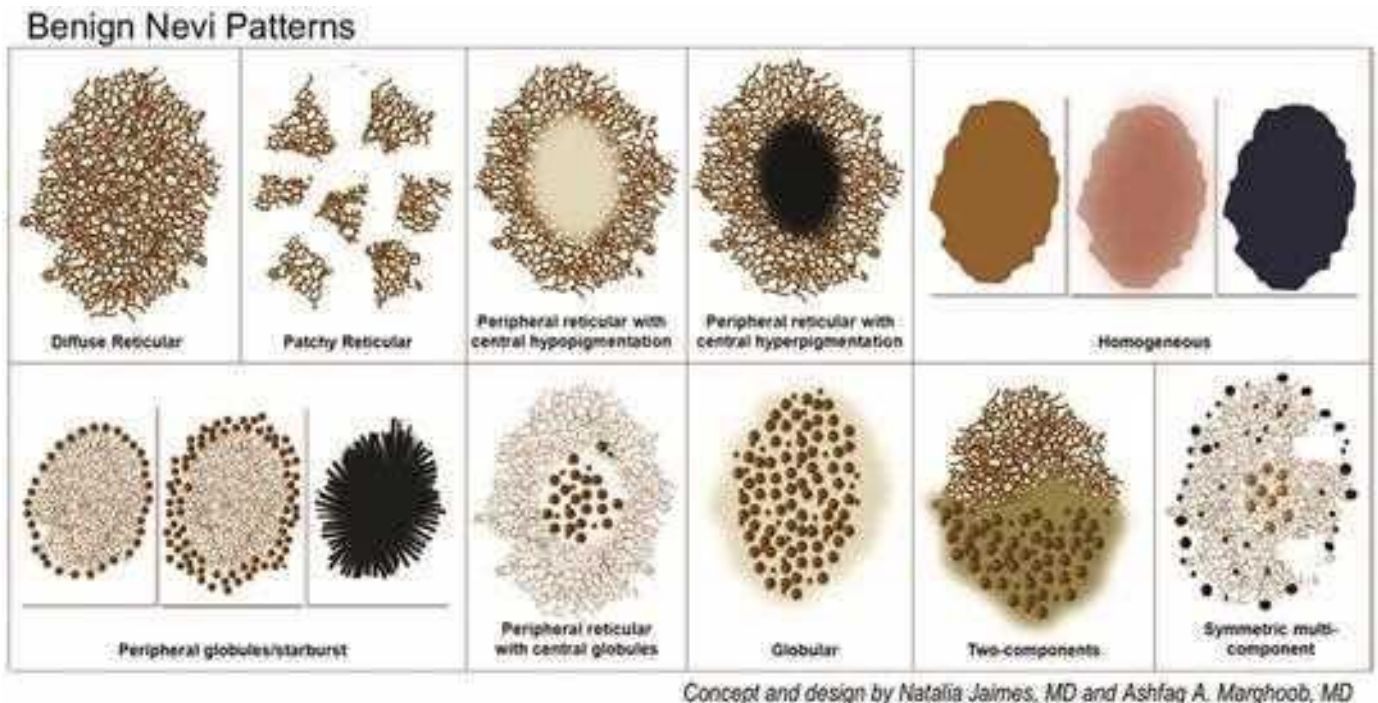 Benign Nevi Patterns
Diffuse Reticular
Patchy Reticular
Peripheral reticular with
central hypopigmentation
Peripheral reticular with
central hyperpigmentation
Homogeneous
Peripheral globules/starburst
Peripheral reticular
with central globules
Globular
Two-components
Symmetric multi-
component
Concept and design by Natalia Jaimes, MD and Ashfaq A. Marghoob, MD